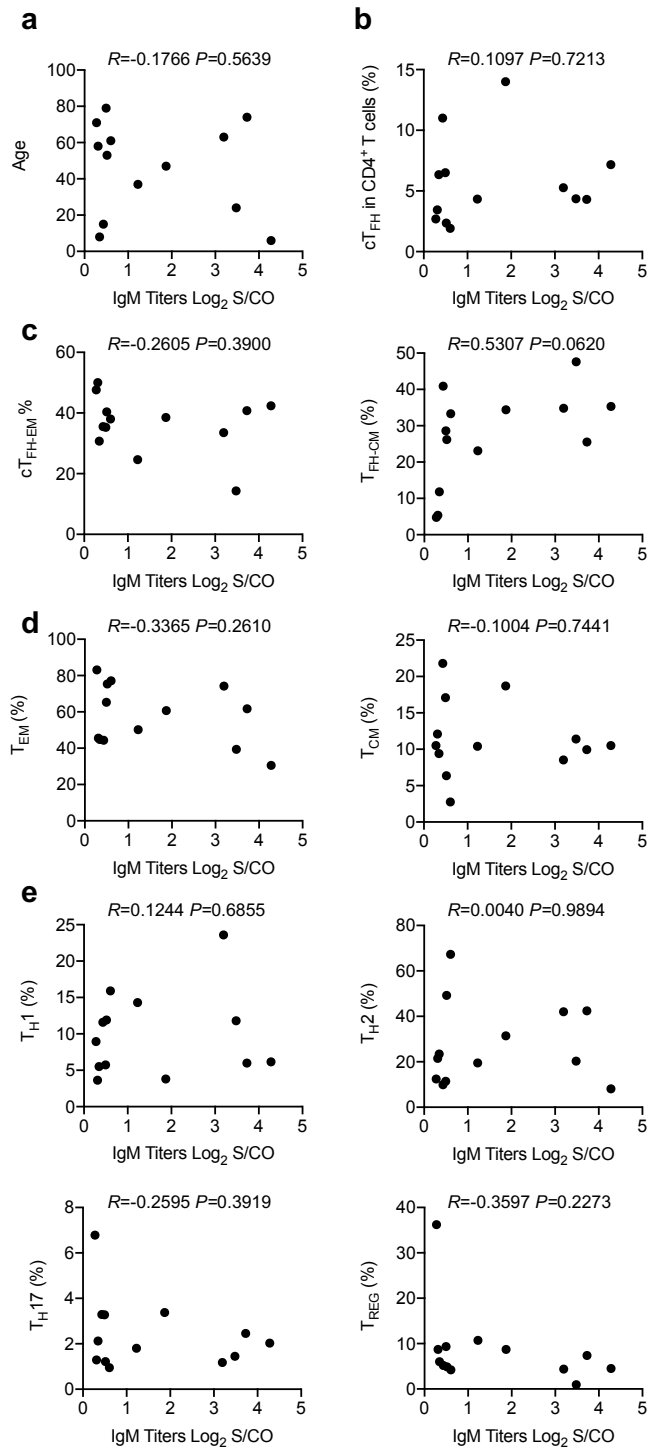 a
R=-0.1766 P=0.5639
100
80
60
40
20
0
Age
0 1 2 3 4 5
IgM Titers Log₂ S/CO
b
R=0.1097 P=0.7213
15
10
5
0
cT_FH in CD4⁺ T cells (%)
0 1 2 3 4 5
IgM Titers Log₂ S/CO
c
R=-0.2605 P=0.3900
60
40
20
0
cT_FH-EM %
0 1 2 3 4 5
IgM Titers Log₂ S/CO
R=0.5307 P=0.0620
50
40
30
20
10
0
T_FH-CM (%)
0 1 2 3 4 5
IgM Titers Log₂ S/CO
d
R=-0.3365 P=0.2610
100
80
60
40
20
0
T_EM (%)
0 1 2 3 4 5
IgM Titers Log₂ S/CO
R=-0.1004 P=0.7441
25
20
15
10
5
0
T_CM (%)
0 1 2 3 4 5
IgM Titers Log₂ S/CO
e
R=0.1244 P=0.6855
25
20
15
10
5
0
T_H1 (%)
0 1 2 3 4 5
IgM Titers Log₂ S/CO
R=0.0040 P=0.9894
80
60
40
20
0
T_H2 (%)
0 1 2 3 4 5
IgM Titers Log₂ S/CO
R=-0.2595 P=0.3919
8
6
4
2
0
T_H17 (%)
0 1 2 3 4 5
IgM Titers Log₂ S/CO
R=-0.3597 P=0.2273
40
30
20
10
0
T_REG (%)
0 1 2 3 4 5
IgM Titers Log₂ S/CO